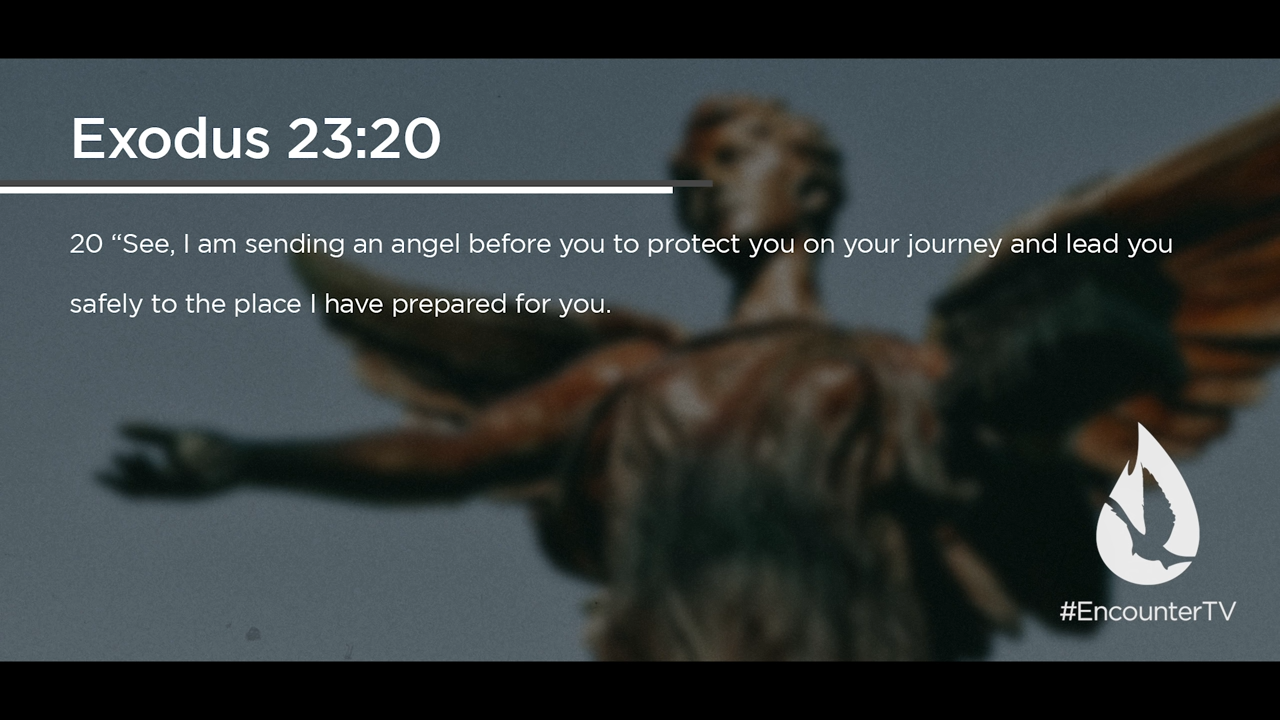 Exodus 23:20
20 “See, I am sending an angel before you to protect you on your journey and lead you
safely to the place I have prepared for you.
#EncounterTV